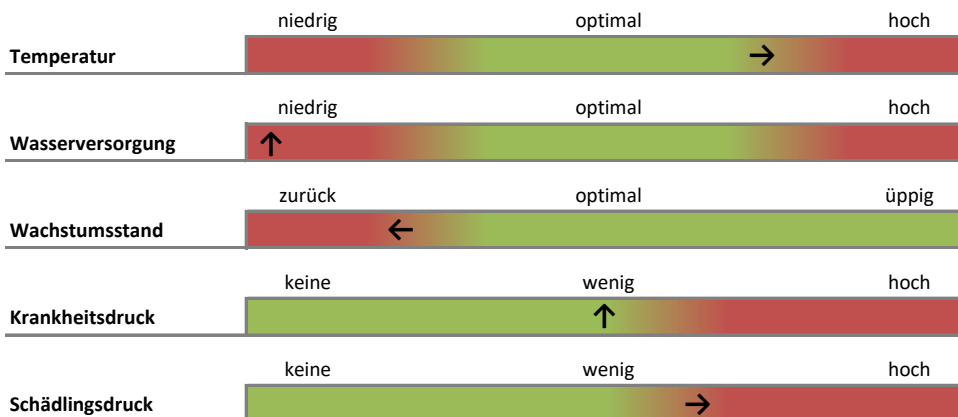 niedrig optimal hoch
Temperatur →
niedrig optimal hoch
Wasserversorgung ↑
zurück optimal üppig
Wachstumsstand ←
keine wenig hoch
Krankheitsdruck ↑
keine wenig hoch
Schädlingsdruck →